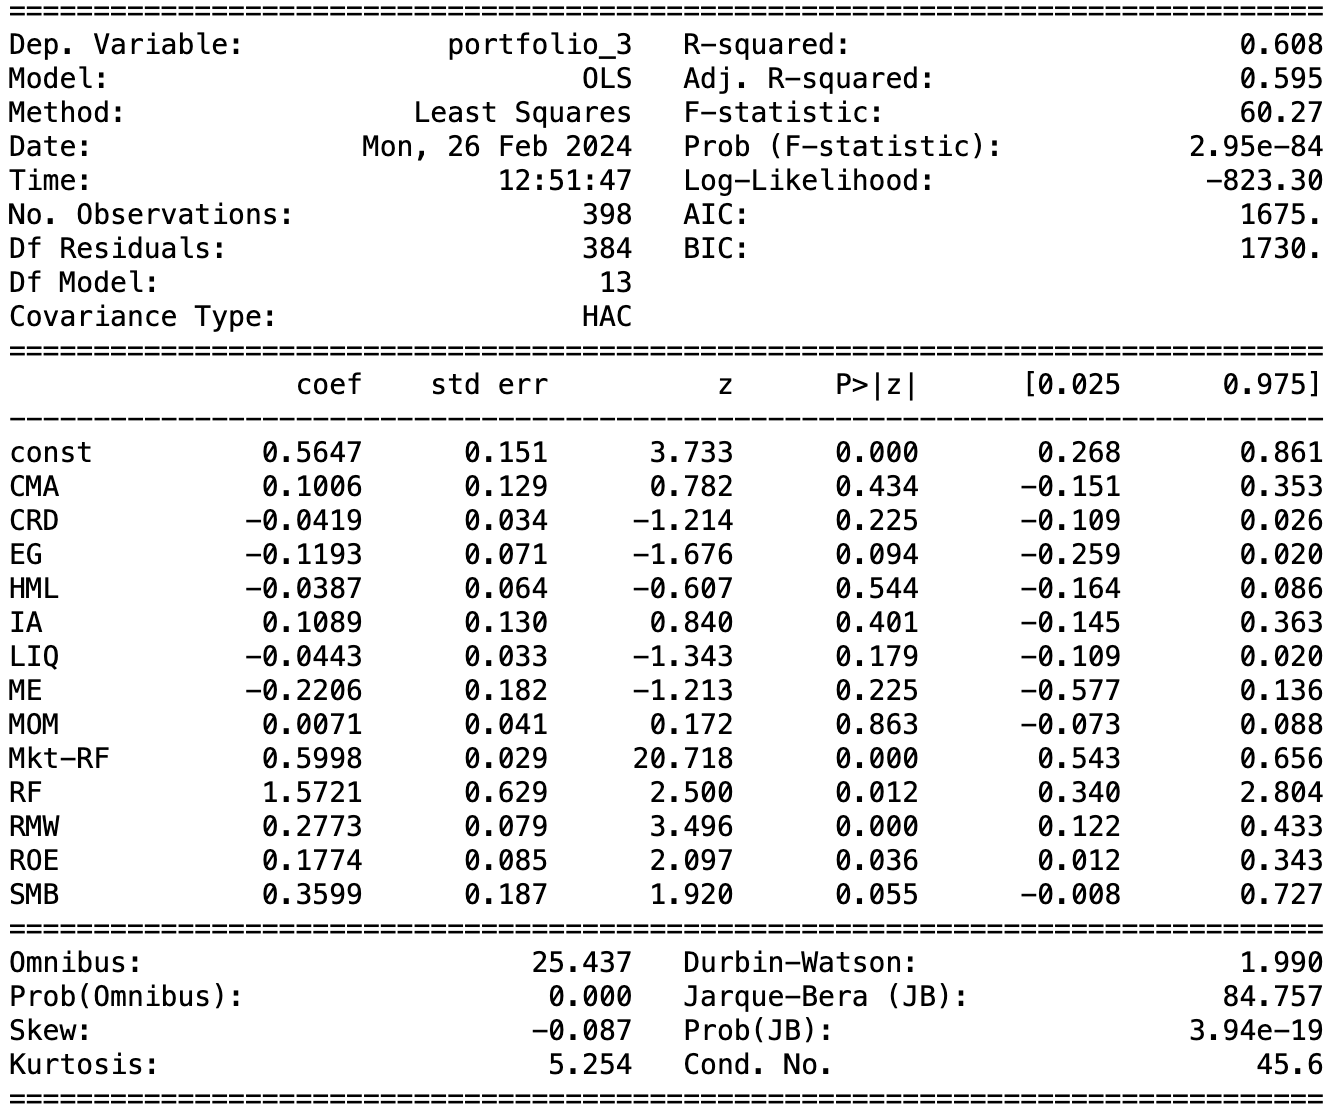 ==============================================================================
Dep. Variable:            portfolio_3   R-squared:                       0.608
Model:                            OLS   Adj. R-squared:                  0.595
Method:                 Least Squares   F-statistic:                     60.27
Date:                Mon, 26 Feb 2024   Prob (F-statistic):           2.95e-84
Time:                        12:51:47   Log-Likelihood:                -823.30
No. Observations:                 398   AIC:                             1675.
Df Residuals:                     384   BIC:                             1730.
Df Model:                          13
Covariance Type:                  HAC
==============================================================================
                 coef    std err          z      P>|z|      [0.025      0.975]
------------------------------------------------------------------------------
const          0.5647      0.151      3.733      0.000       0.268       0.861
CMA            0.1006      0.129      0.782      0.434      -0.151       0.353
CRD           -0.0419      0.034     -1.214      0.225      -0.109       0.026
EG            -0.1193      0.071     -1.676      0.094      -0.259       0.020
HML           -0.0387      0.064     -0.607      0.544      -0.164       0.086
IA             0.1089      0.130      0.840      0.401      -0.145       0.363
LIQ           -0.0443      0.033     -1.343      0.179      -0.109       0.020
ME            -0.2206      0.182     -1.213      0.225      -0.577       0.136
MOM            0.0071      0.041      0.172      0.863      -0.073       0.088
Mkt-RF         0.5998      0.029     20.718      0.000       0.543       0.656
RF             1.5721      0.629      2.500      0.012       0.340       2.804
RMW            0.2773      0.079      3.496      0.000       0.122       0.433
ROE            0.1774      0.085      2.097      0.036       0.012       0.343
SMB            0.3599      0.187      1.920      0.055      -0.008       0.727
==============================================================================
Omnibus:                       25.437   Durbin-Watson:                   1.990
Prob(Omnibus):                  0.000   Jarque-Bera (JB):               84.757
Skew:                          -0.087   Prob(JB):                     3.94e-19
Kurtosis:                       5.254   Cond. No.                         45.6
==============================================================================